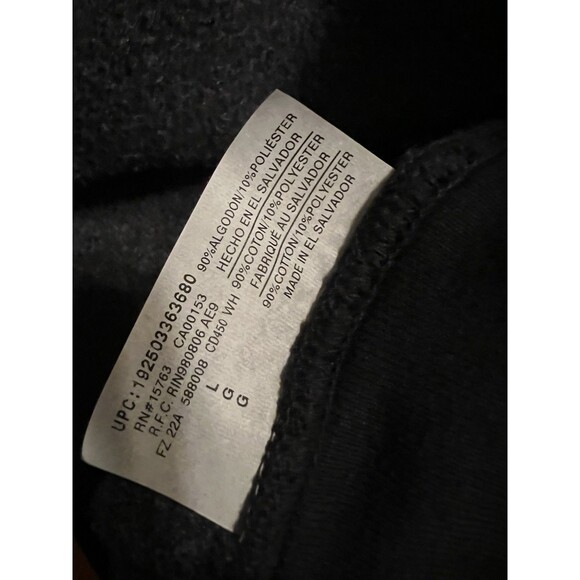 90%ALGODON/10%POLIÉSTER
HECHO EN EL SALVADOR
90%COTON/10%POLYESTER
FABRIQUÉ AU SALVADOR
90%COTTON/10%POLYESTER
MADE IN EL SALVADOR
UPC: 192503363680
RN#15763 CA00153
R.F.C. RIN980806 AE9
FZ 22A 588008 CD450 WH
L
G
G